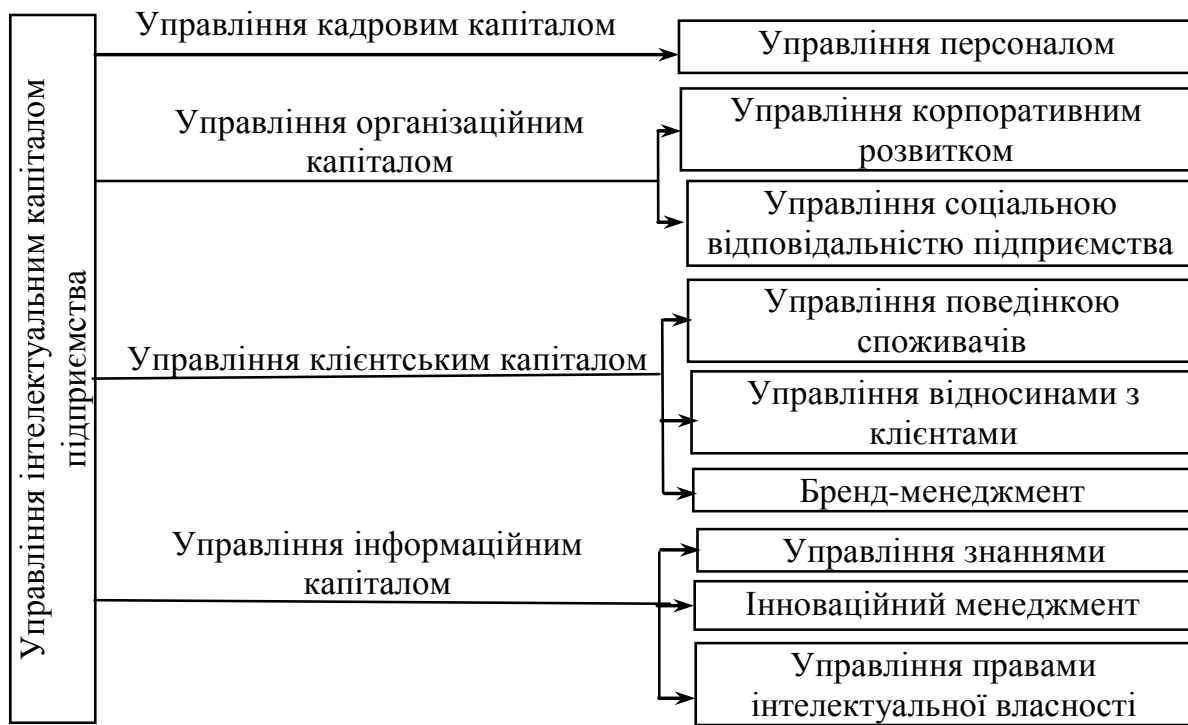 Управління інтелектуальним капіталом
підприємства
Управління кадровим капіталом
Управління персоналом
Управління організаційним
капіталом
Управління корпоративним
розвитком
Управління соціальною
відповідальністю підприємства
Управління клієнтським капіталом
Управління поведінкою
споживачів
Управління відносинами з
клієнтами
Бренд-менеджмент
Управління інформаційним
капіталом
Управління знаннями
Інноваційний менеджмент
Управління правами
інтелектуальної власності